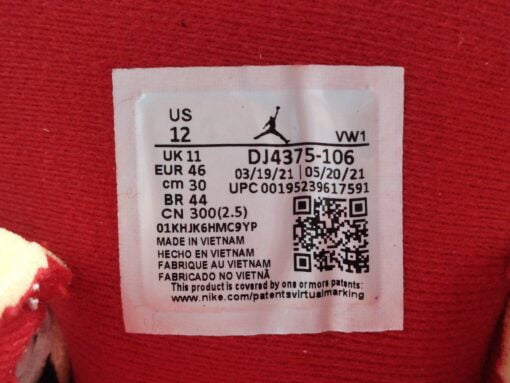 US
12
VW1
UK 11
EUR 46
cm 30
BR 44
CN 300(2.5)
DJ4375-106
03/19/21 05/20/21
UPC 00195239617591
01KHJK6HMC9YP
MADE IN VIETNAM
HECHO EN VIETNAM
FABRIQUE AU VIETNAM
FABRICADO NO VIETNÃ
This product is covered by one or more patents:
www.nike.com/patentsvirtualmarking